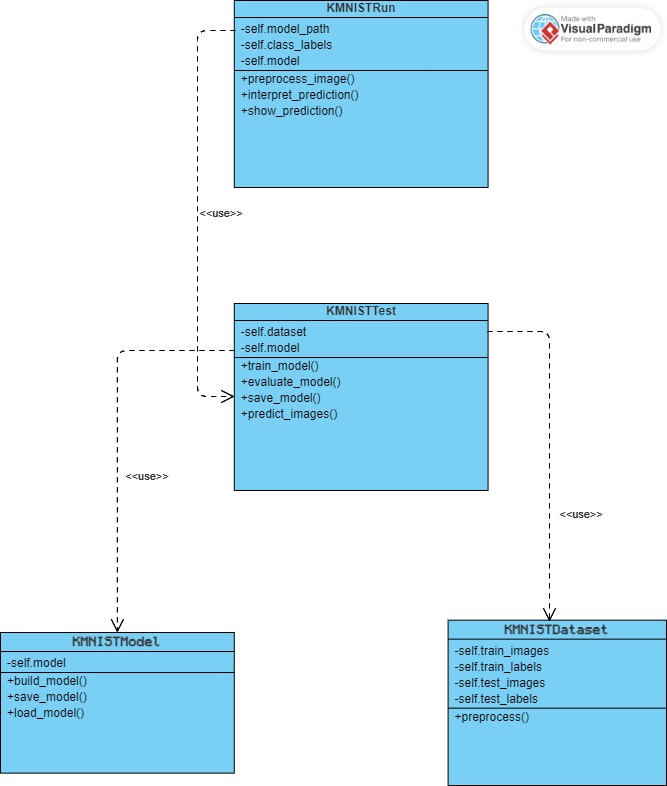 KMNISTRun
-self.model_path
-self.class_labels
-self.model
+preprocess_image()
+interpret_prediction()
+show_prediction()
Made with
Visual Paradigm
For non-commercial use
<<use>>
KMNISTTest
-self.dataset
-self.model
+train_model()
+evaluate_model()
+save_model()
+predict_images()
<<use>>
<<use>>
KMNISTModel
-self.model
+build_model()
+save_model()
+load_model()
KMNISTDataset
-self.train_images
-self.train_labels
-self.test_images
-self.test_labels
+preprocess()